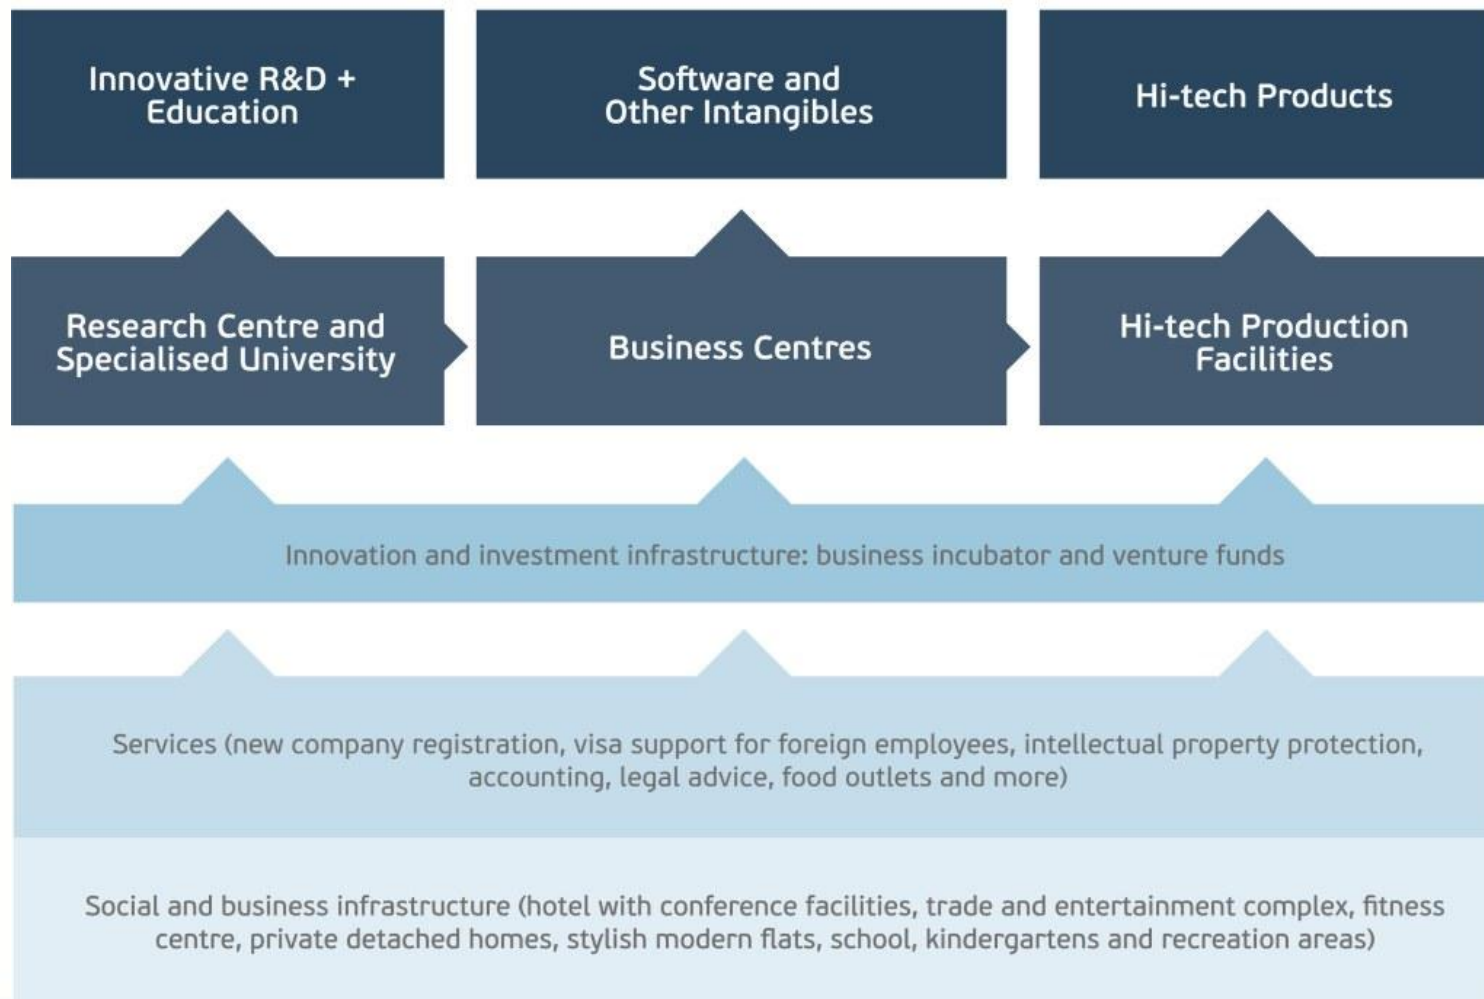 Innovative R&D +
Education
Software and
Other Intangibles
Hi-tech Products
Research Centre and
Specialised University
Business Centres
Hi-tech Production
Facilities
Innovation and investment infrastructure: business incubator and venture funds
Services (new company registration, visa support for foreign employees, intellectual property protection,
accounting, legal advice, food outlets and more)
Social and business infrastructure (hotel with conference facilities, trade and entertainment complex, fitness
centre, private detached homes, stylish modern flats, school, kindergartens and recreation areas)